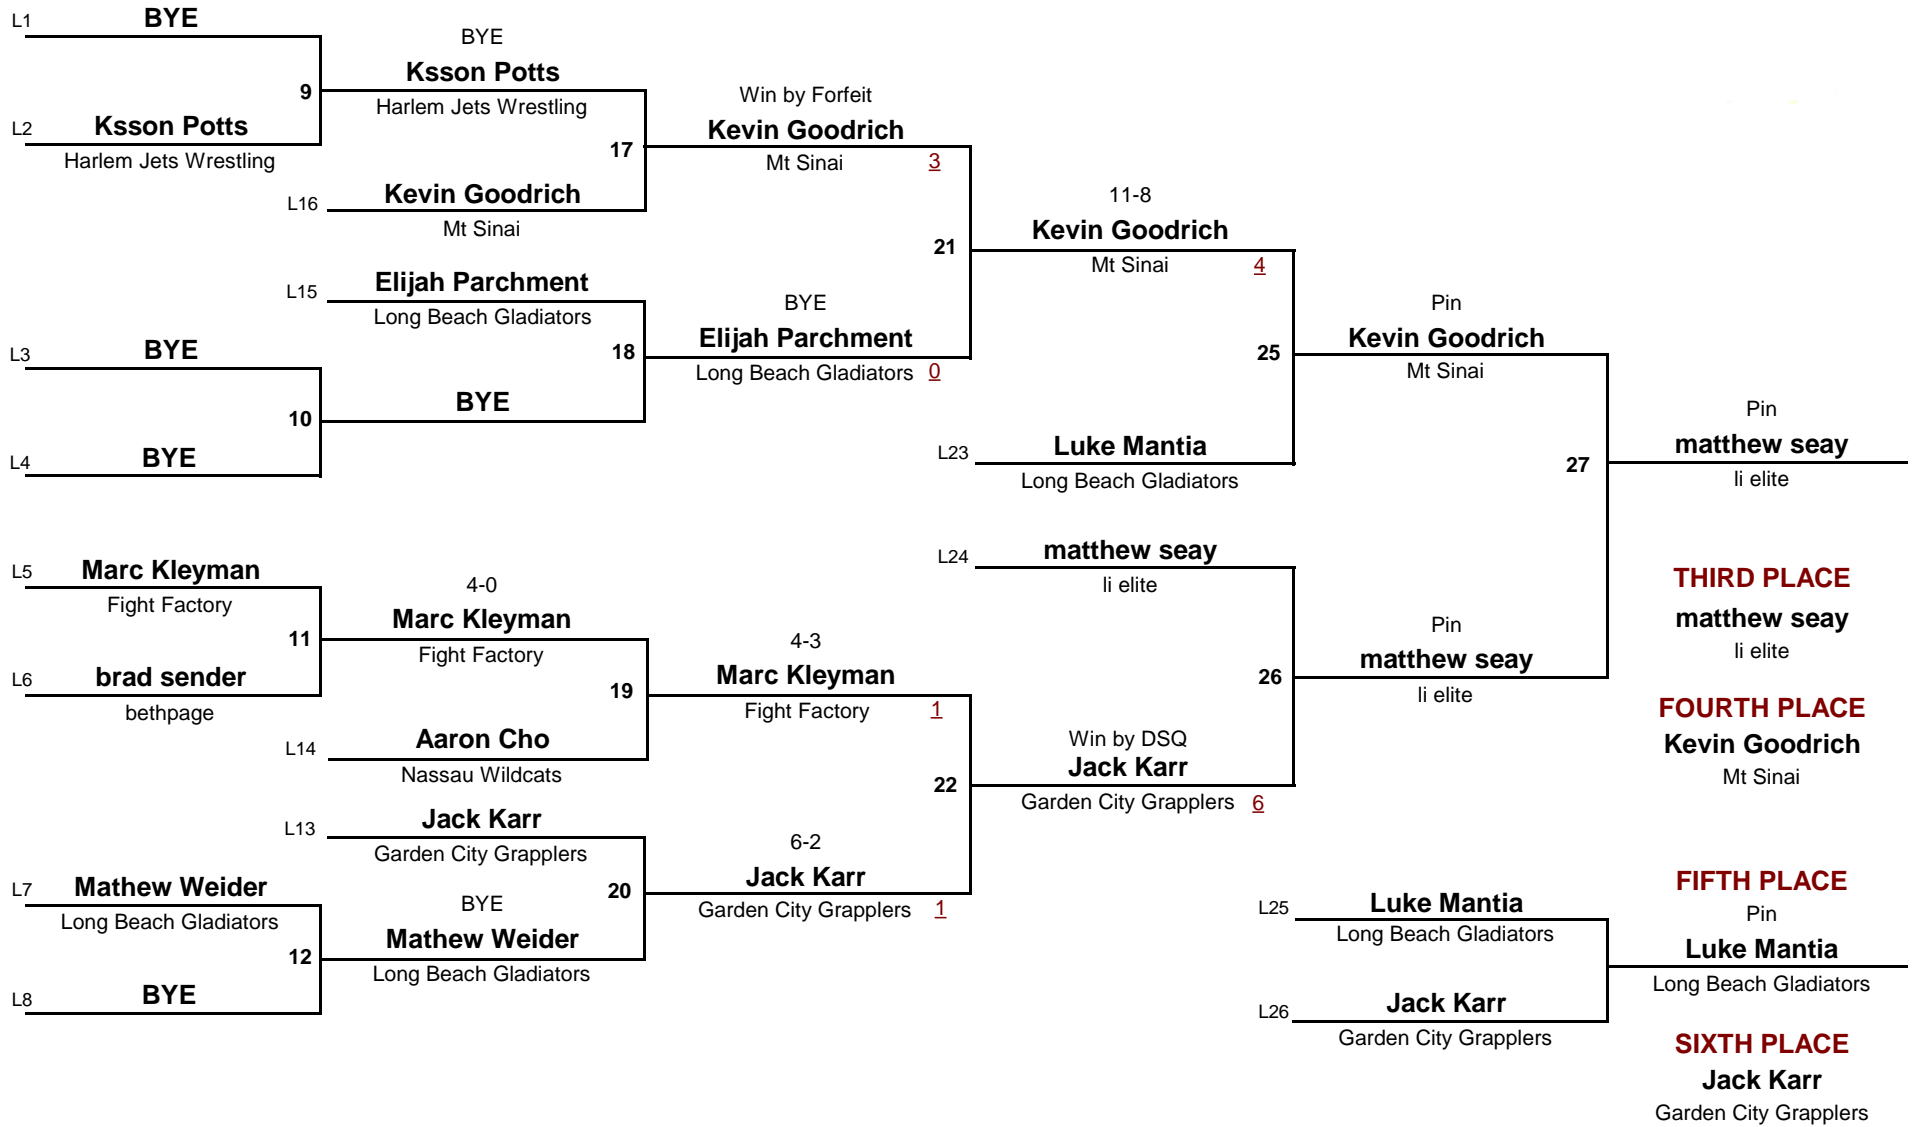 L1 BYE
9
L2 Ksson Potts
Harlem Jets Wrestling
BYE
Ksson Potts
Harlem Jets Wrestling
17
L16 Kevin Goodrich
Mt Sinai
Win by Forfeit
Kevin Goodrich
Mt Sinai 3
21
L15 Elijah Parchment
Long Beach Gladiators
18
L3 BYE
10
L4 BYE
BYE
BYE
Elijah Parchment
Long Beach Gladiators 0
11-8
Kevin Goodrich
Mt Sinai 4
25
L23 Luke Mantia
Long Beach Gladiators
Pin
Kevin Goodrich
Mt Sinai
27
Pin
matthew seay
li elite
L5 Marc Kleyman
Fight Factory
11
L6 brad sender
bethpage
4-0
Marc Kleyman
Fight Factory
19
L14 Aaron Cho
Nassau Wildcats
4-3
Marc Kleyman
Fight Factory 1
22
L13 Jack Karr
Garden City Grapplers
20
L7 Mathew Weider
Long Beach Gladiators
12
L8 BYE
BYE
Mathew Weider
Long Beach Gladiators
6-2
Jack Karr
Garden City Grapplers 1
L24 matthew seay
li elite
26
Win by DSQ
Jack Karr
Garden City Grapplers 6
Pin
matthew seay
li elite
THIRD PLACE
matthew seay
li elite
FOURTH PLACE
Kevin Goodrich
Mt Sinai
L25 Luke Mantia
Long Beach Gladiators
L26 Jack Karr
Garden City Grapplers
FIFTH PLACE
Pin
Luke Mantia
Long Beach Gladiators
SIXTH PLACE
Jack Karr
Garden City Grapplers